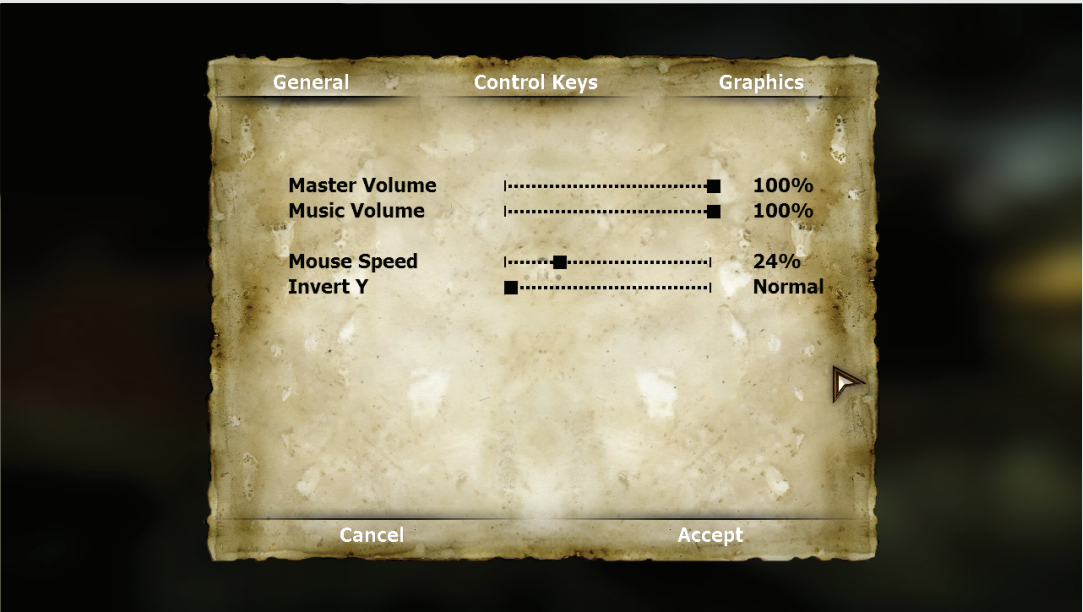 General Control Keys Graphics
Master Volume 100%
Music Volume 100%
Mouse Speed 24%
Invert Y Normal
Cancel Accept